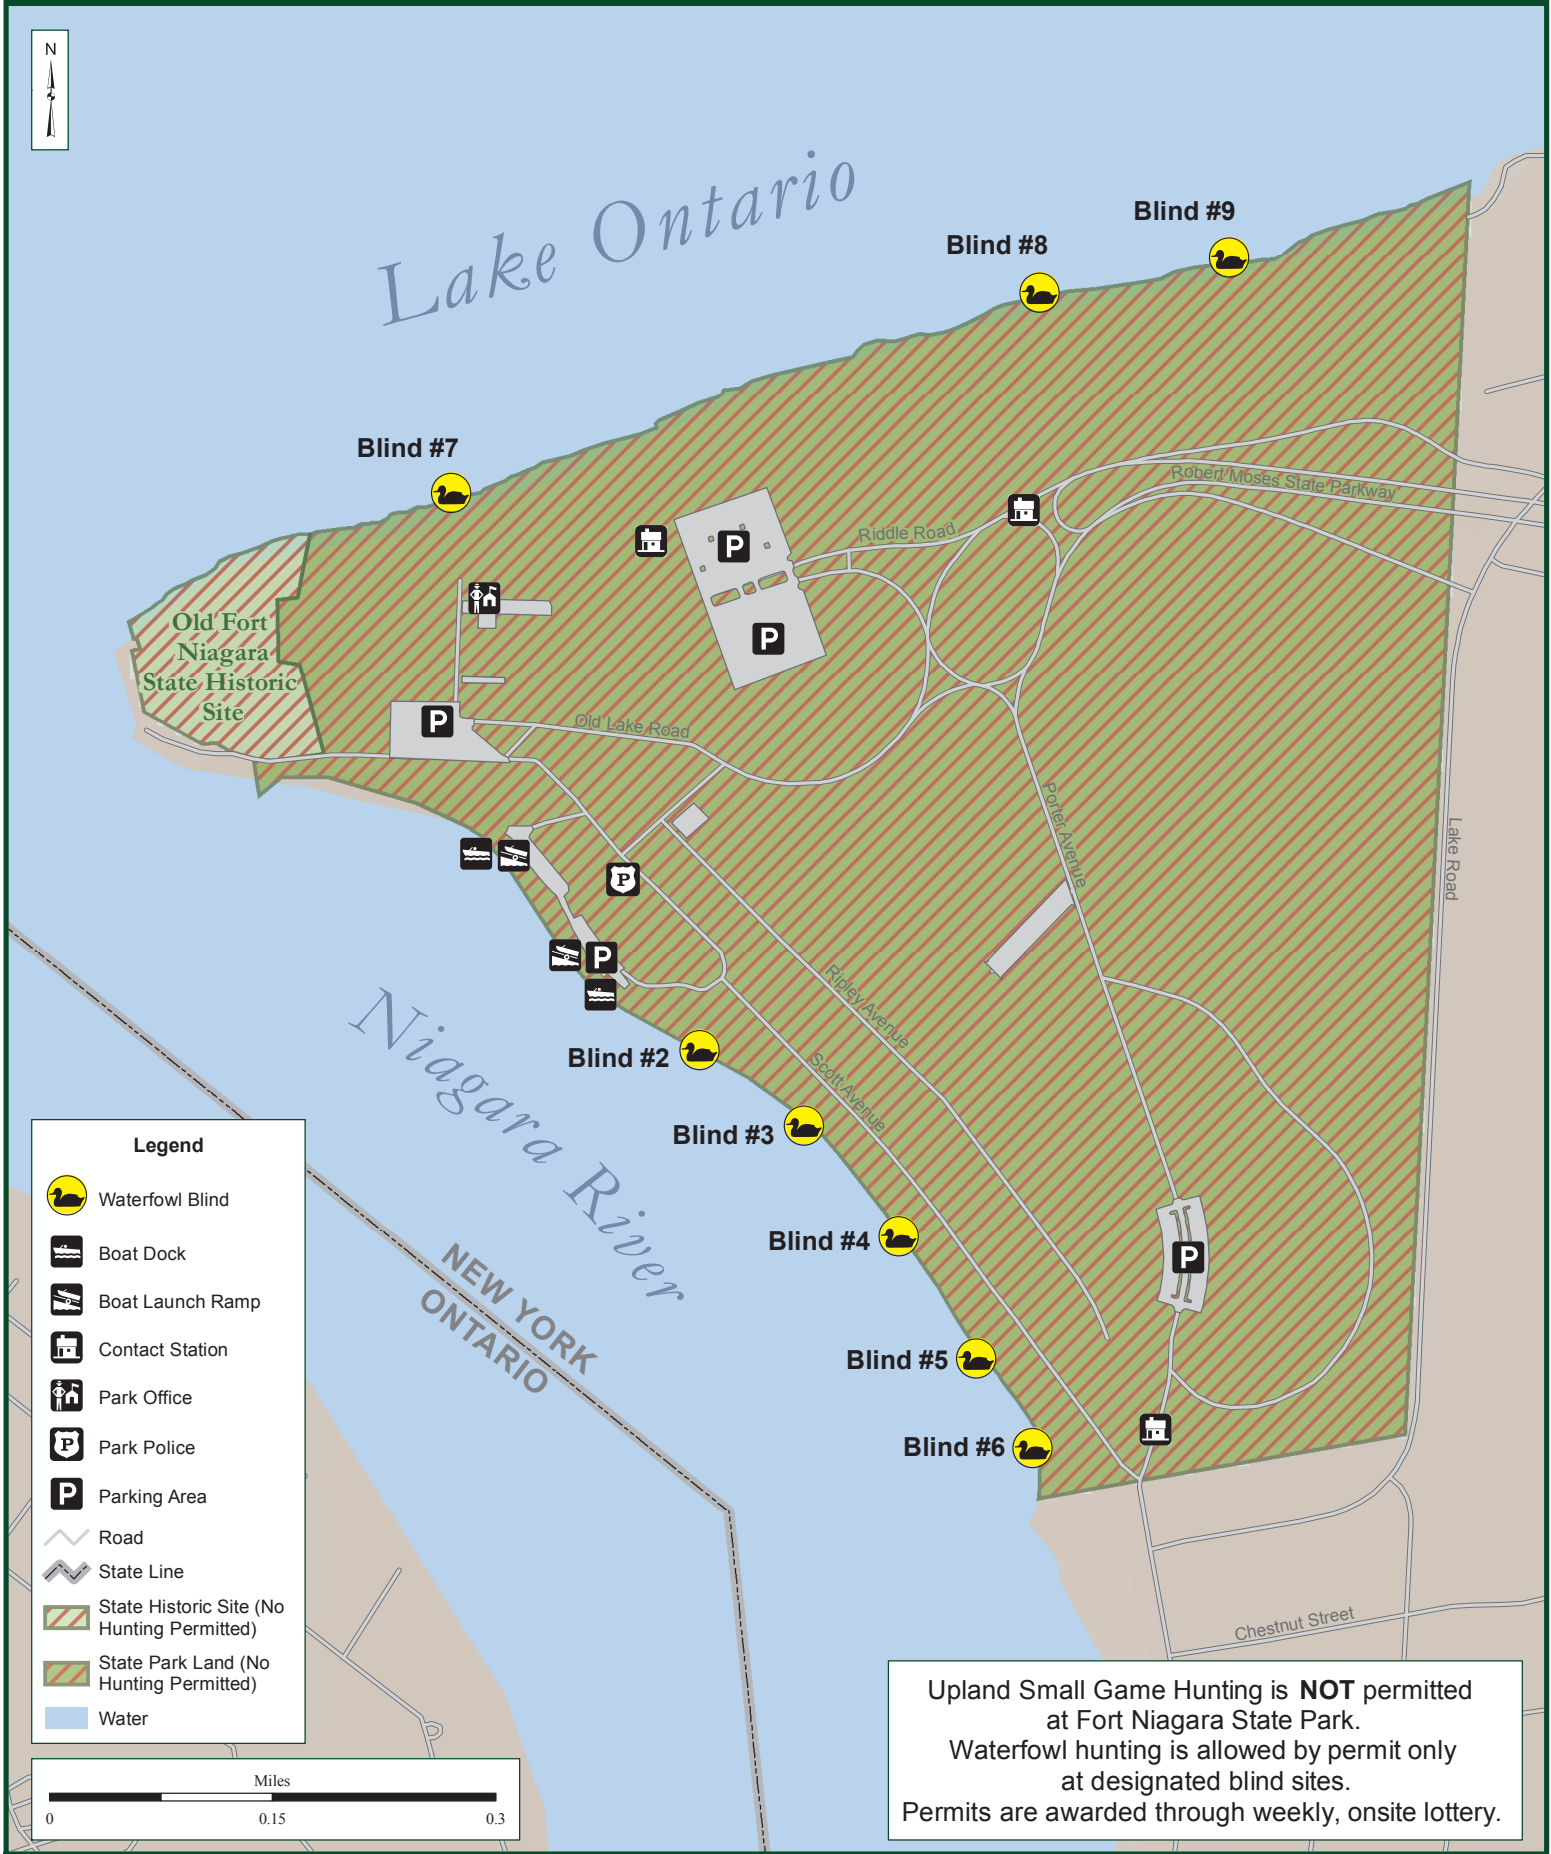 N
Lake Ontario
Blind #9
Blind #8
Blind #7
Robert Moses State Parkway
Riddle Road
P
P
Old Fort
Niagara
State Historic
Site
P
Old Lake Road
Porter Avenue
Lake Road
P
P
Ripley Avenue
Niagara River
Blind #2
Scott Avenue
Blind #3
Blind #4
P
NEW YORK
ONTARIO
Blind #5
Blind #6
Chestnut Street
Legend
Waterfowl Blind
Boat Dock
Boat Launch Ramp
Contact Station
Park Office
P Park Police
P Parking Area
Road
State Line
State Historic Site (No
Hunting Permitted)
State Park Land (No
Hunting Permitted)
Water
Miles
0 0.15 0.3
Upland Small Game Hunting is NOT permitted
at Fort Niagara State Park.
Waterfowl hunting is allowed by permit only
at designated blind sites.
Permits are awarded through weekly, onsite lottery.